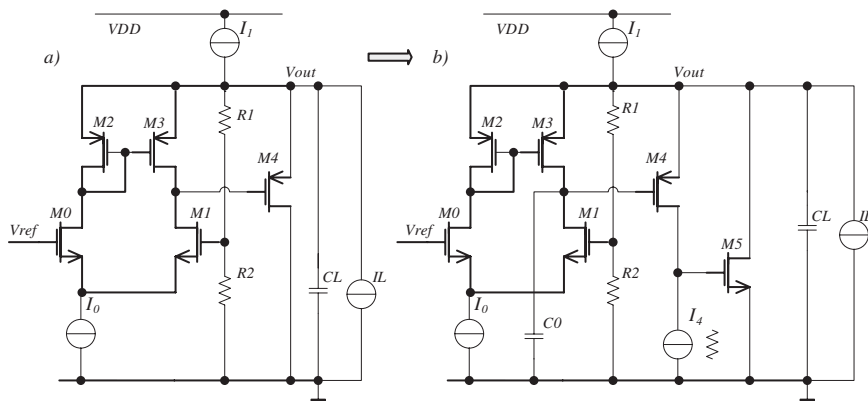 VDD
I1
a)
Vout
R1
M2
M3
M4
M0
M1
Vref
R2
I0
CL
IL
VDD
I1
b)
Vout
R1
M2
M3
M4
M0
M1
Vref
R2
M5
I0
C0
I4
CL
IL